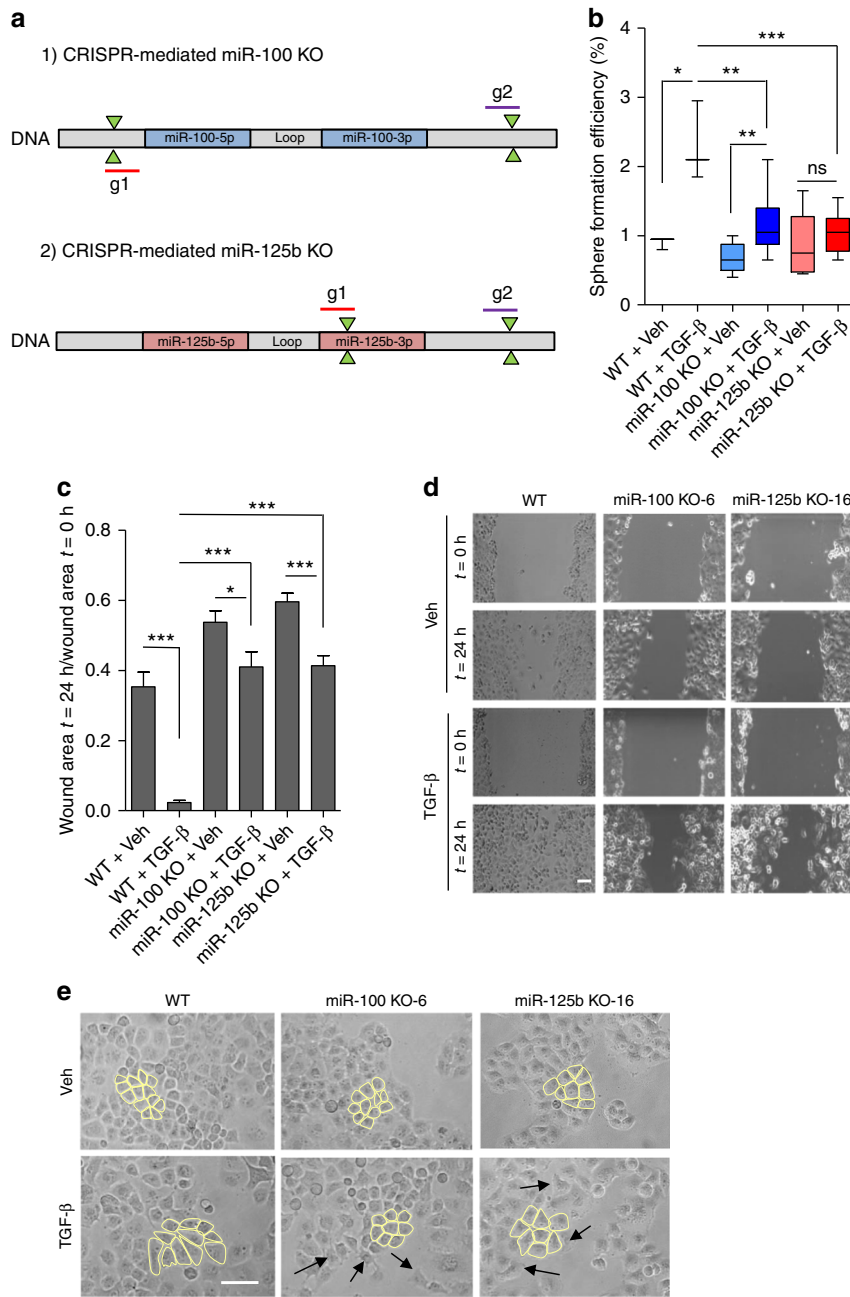 a
1) CRISPR-mediated miR-100 KO
g2
DNA
miR-100-5p
Loop
miR-100-3p
g1
2) CRISPR-mediated miR-125b KO
g1
g2
DNA
miR-125b-5p
Loop
miR-125b-3p
b
Sphere formation efficiency (%)
4
3
2
1
0
***
*
**
**
ns
WT + Veh
WT + TGF-β
miR-100 KO + Veh
miR-100 KO + TGF-β
miR-125b KO + Veh
miR-125b KO + TGF-β
c
Wound area t = 24 h/wound area t = 0 h
0.8
0.6
0.4
0.2
0.0
***
***
***
*
***
WT + Veh
WT + TGF-β
miR-100 KO + Veh
miR-100 KO + TGF-β
miR-125b KO + Veh
miR-125b KO + TGF-β
d
WT
miR-100 KO-6
miR-125b KO-16
Veh
t = 0 h
t = 24 h
TGF-β
t = 0 h
t = 24 h
e
WT
miR-100 KO-6
miR-125b KO-16
Veh
TGF-β